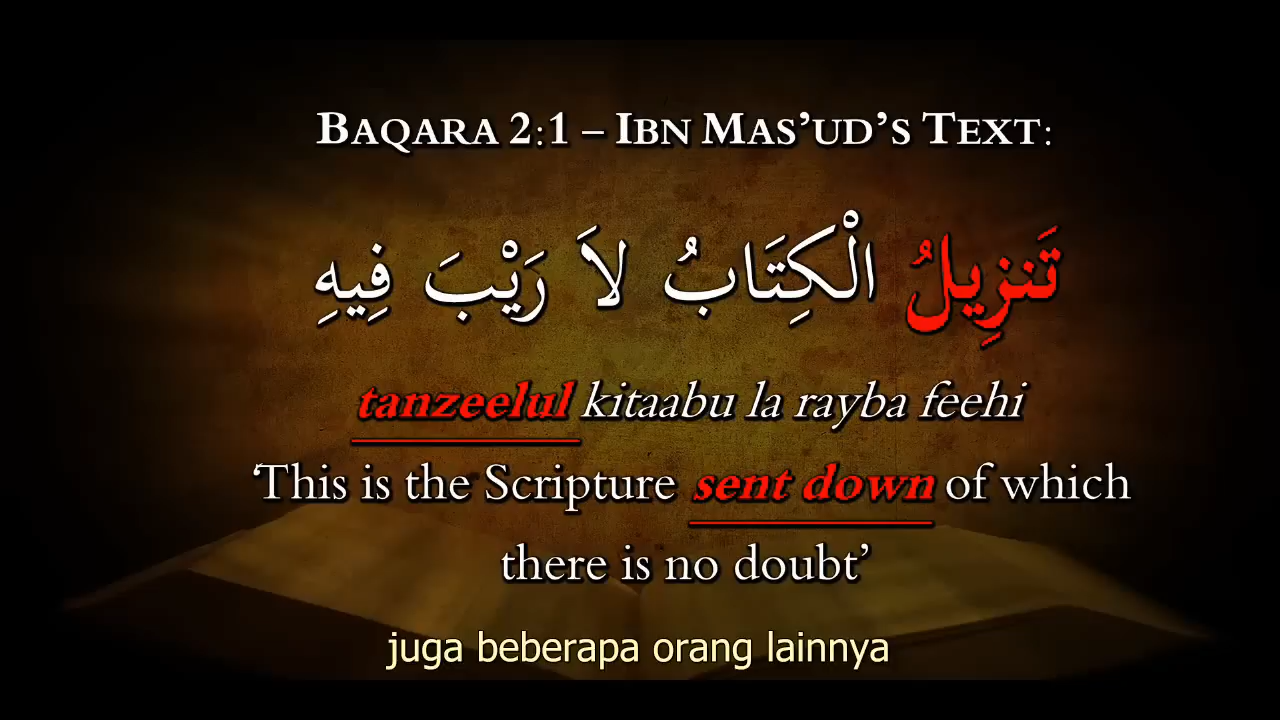 BAQARA 2:1 – IBN MAS’UD’S TEXT:
تَنزِيلُ الْكِتَابُ لاَ رَيْبَ فِيهِ
tanzeelul kitaabu la rayba feehi
‘This is the Scripture sent down of which
there is no doubt’
juga beberapa orang lainnya